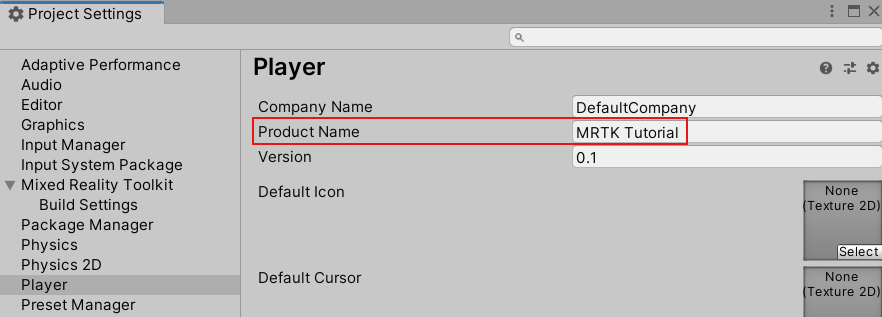 Project Settings
Adaptive Performance
Audio
Editor
Graphics
Input Manager
Input System Package
Mixed Reality Toolkit
Build Settings
Package Manager
Physics
Physics 2D
Player
Preset Manager
Player
Company Name DefaultCompany
Product Name MRTK Tutorial
Version 0.1
Default Icon
None
(Texture 2D)
Select
Default Cursor
None
(Texture 2D)